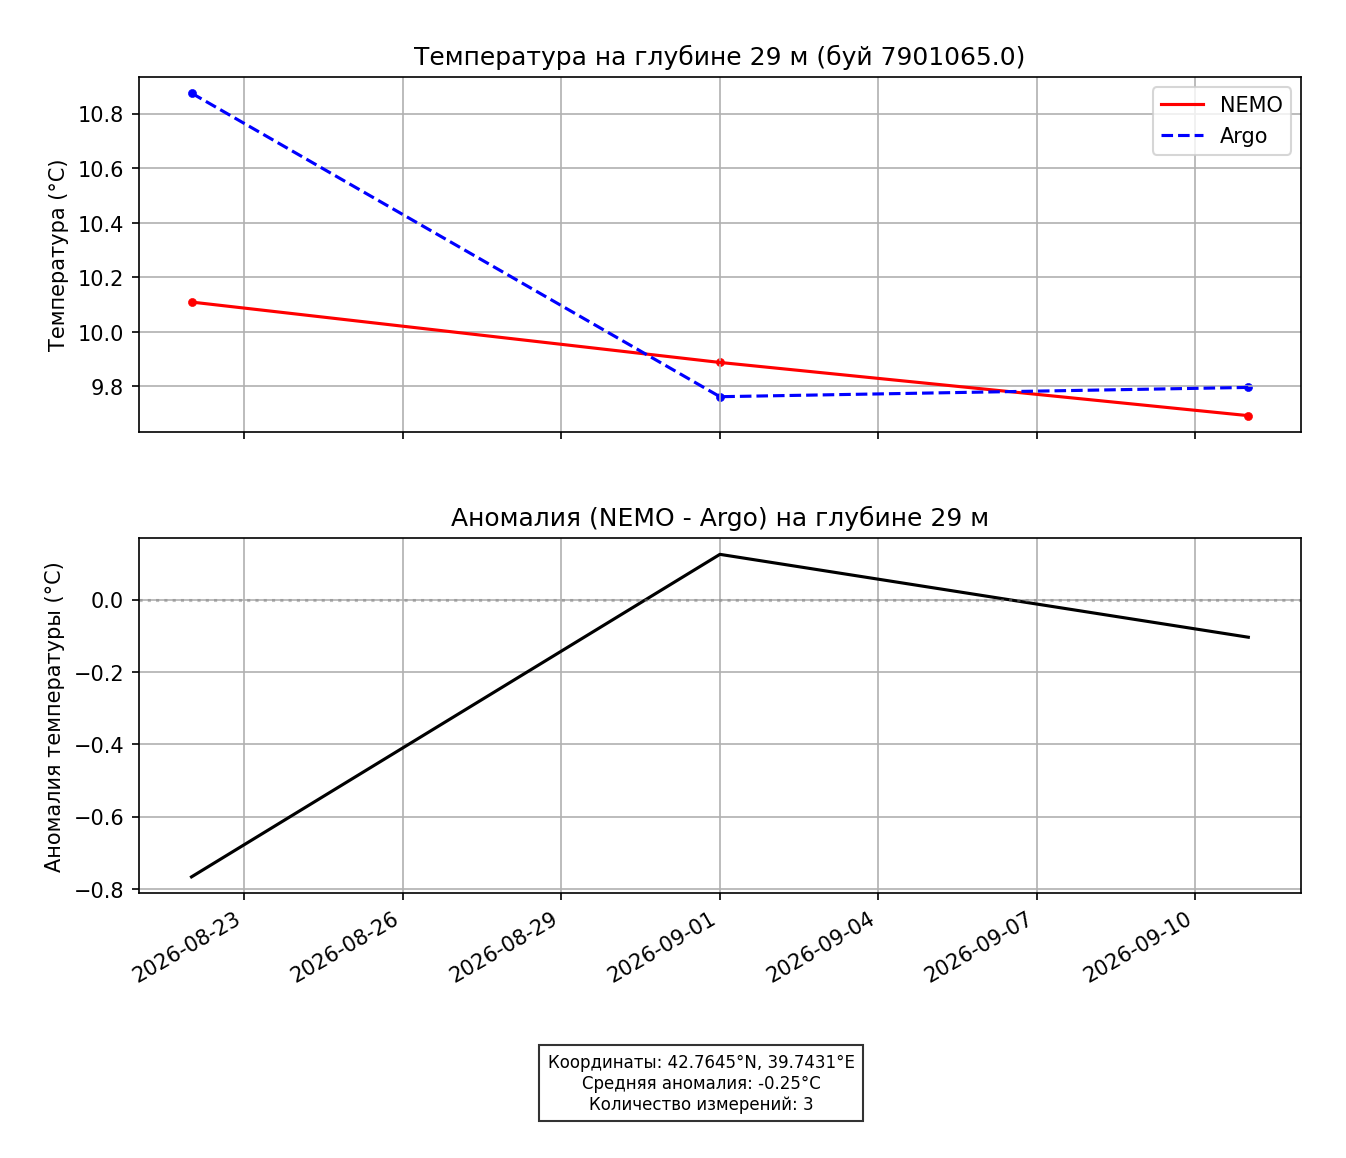 Температура на глубине 29 м (буй 7901065.0)
Температура (°C)
10.8
10.6
10.4
10.2
10.0
9.8
NEMO
Argo
Аномалия (NEMO - Argo) на глубине 29 м
Аномалия температуры (°C)
0.0
−0.2
−0.4
−0.6
−0.8
2026-08-23
2026-08-26
2026-08-29
2026-09-01
2026-09-04
2026-09-07
2026-09-10
Координаты: 42.7645°N, 39.7431°E
Средняя аномалия: -0.25°C
Количество измерений: 3